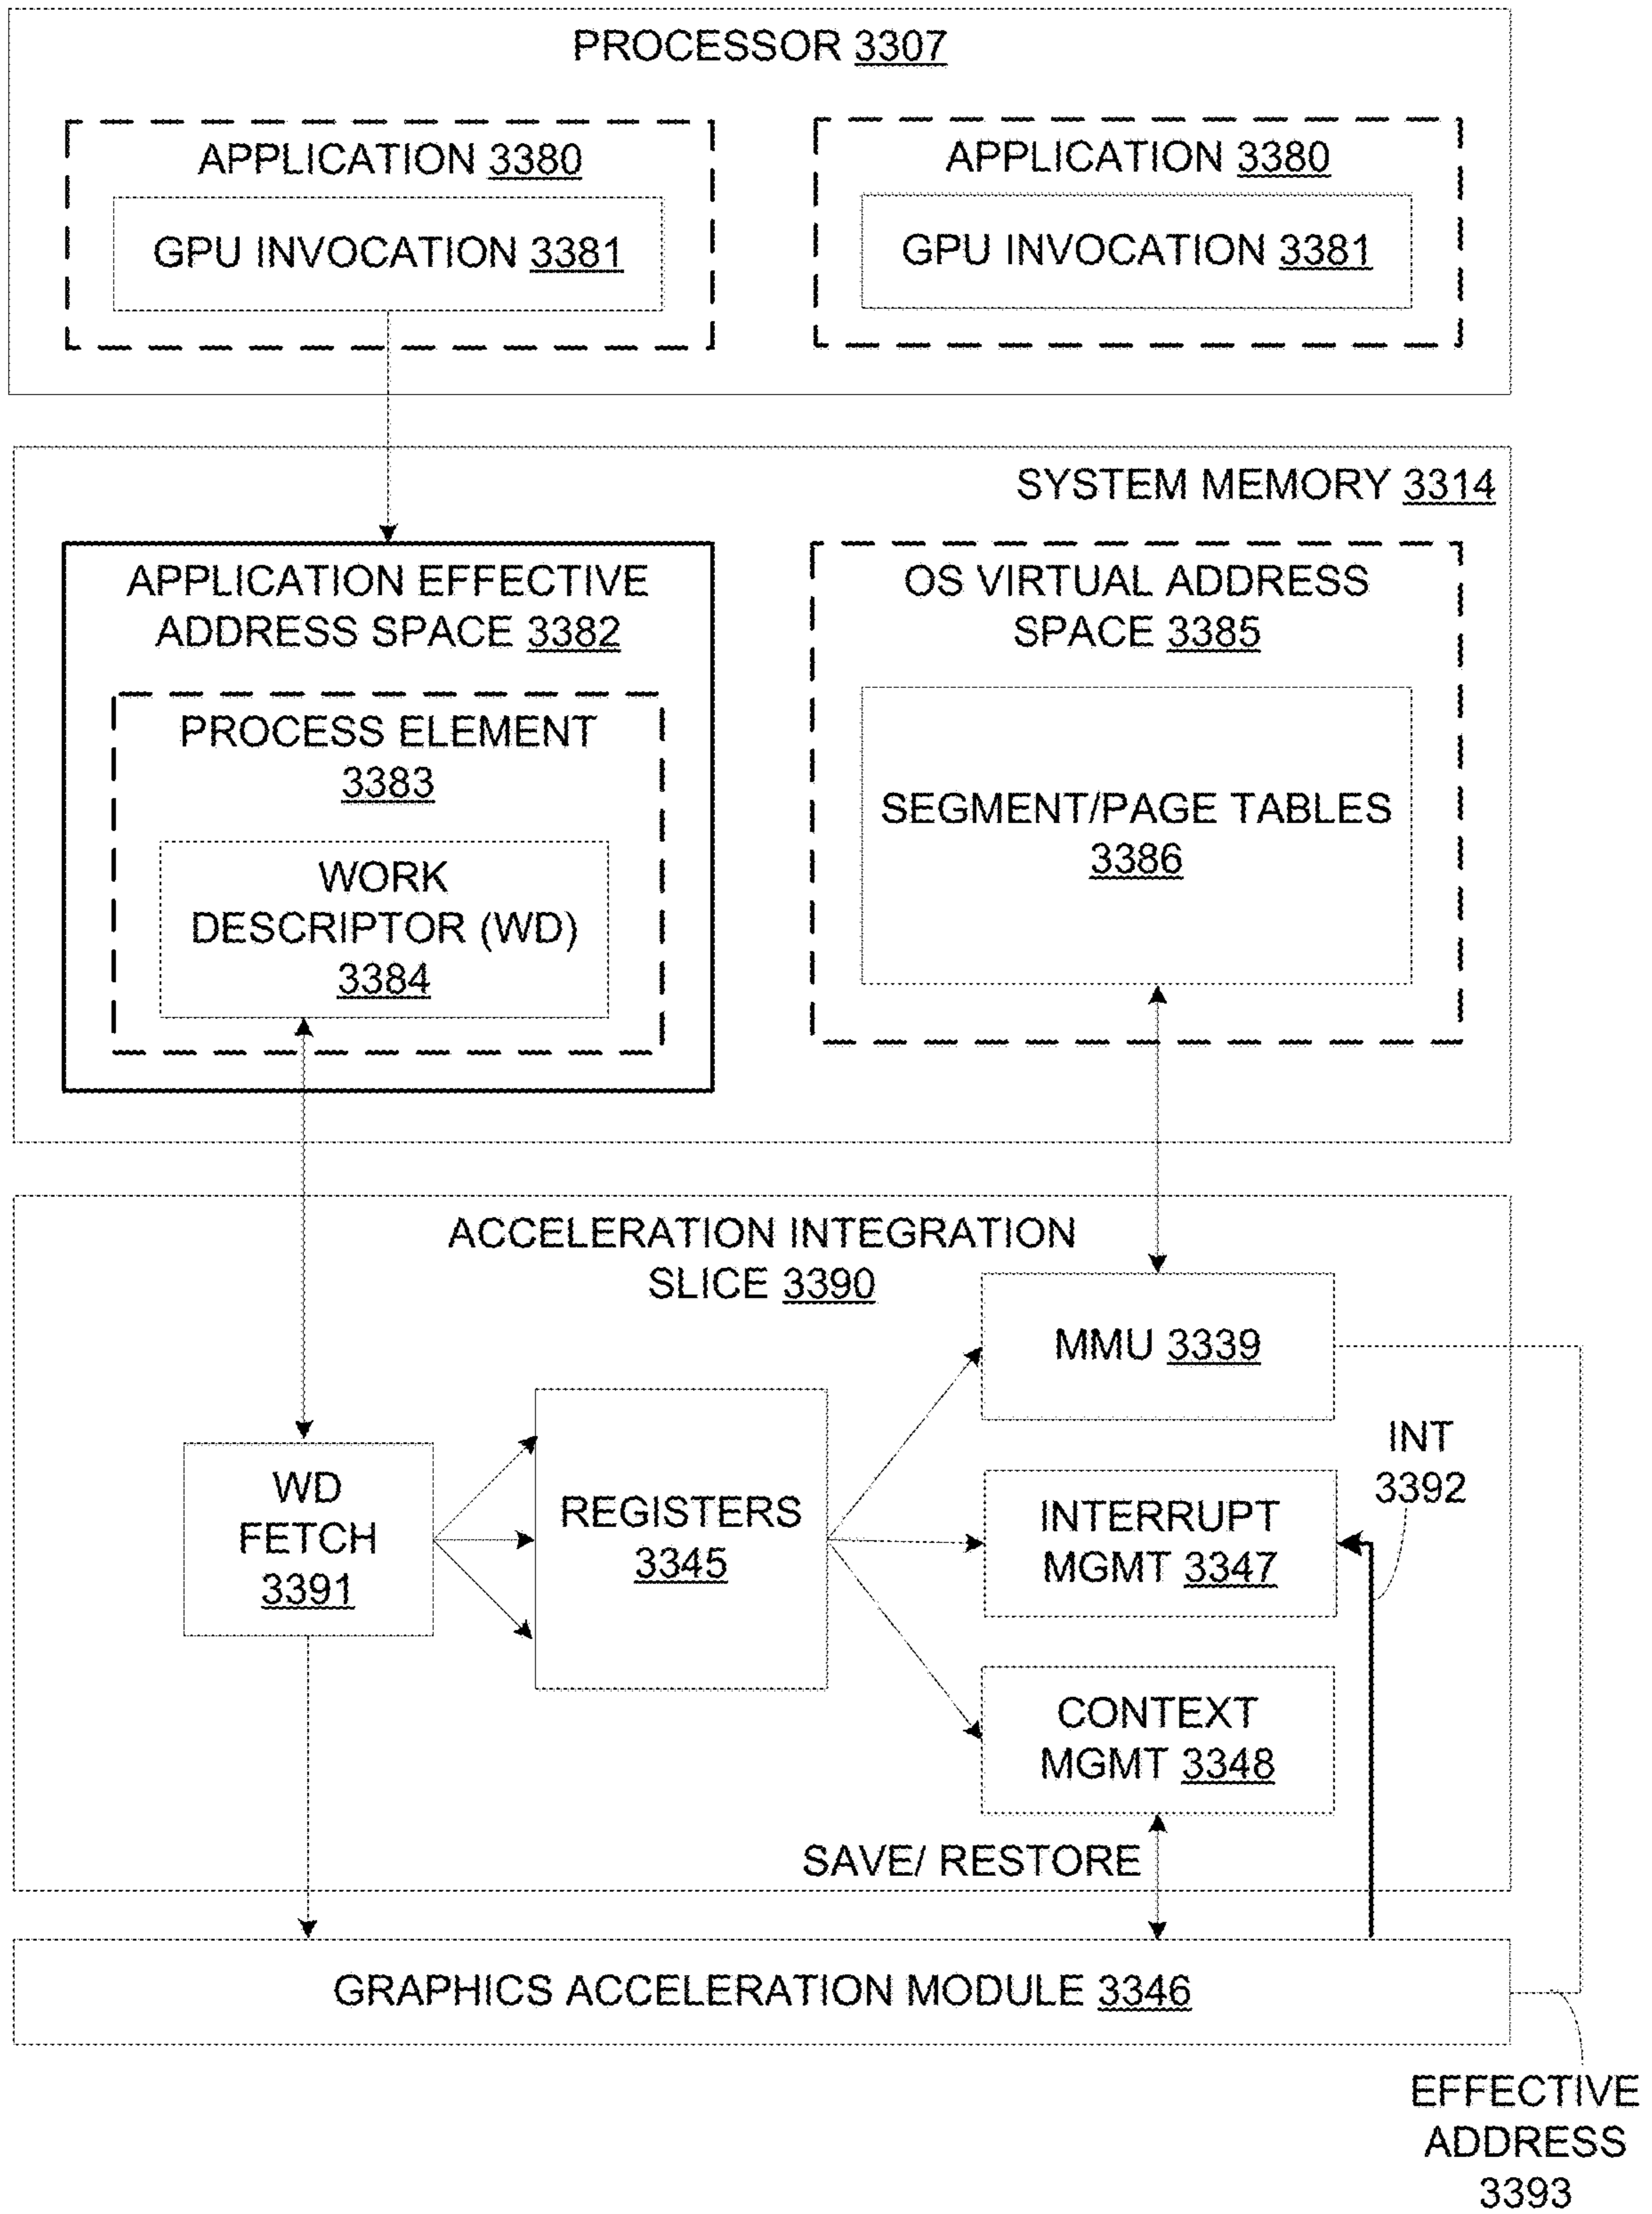 PROCESSOR 3307
APPLICATION 3380
GPU INVOCATION 3381
APPLICATION 3380
GPU INVOCATION 3381
SYSTEM MEMORY 3314
APPLICATION EFFECTIVE
ADDRESS SPACE 3382
PROCESS ELEMENT
3383
WORK
DESCRIPTOR (WD)
3384
OS VIRTUAL ADDRESS
SPACE 3385
SEGMENT/PAGE TABLES
3386
ACCELERATION INTEGRATION
SLICE 3390
MMU 3339
INT
3392
WD
FETCH
3391
REGISTERS
3345
INTERRUPT
MGMT 3347
CONTEXT
MGMT 3348
SAVE/ RESTORE
GRAPHICS ACCELERATION MODULE 3346
EFFECTIVE
ADDRESS
3393